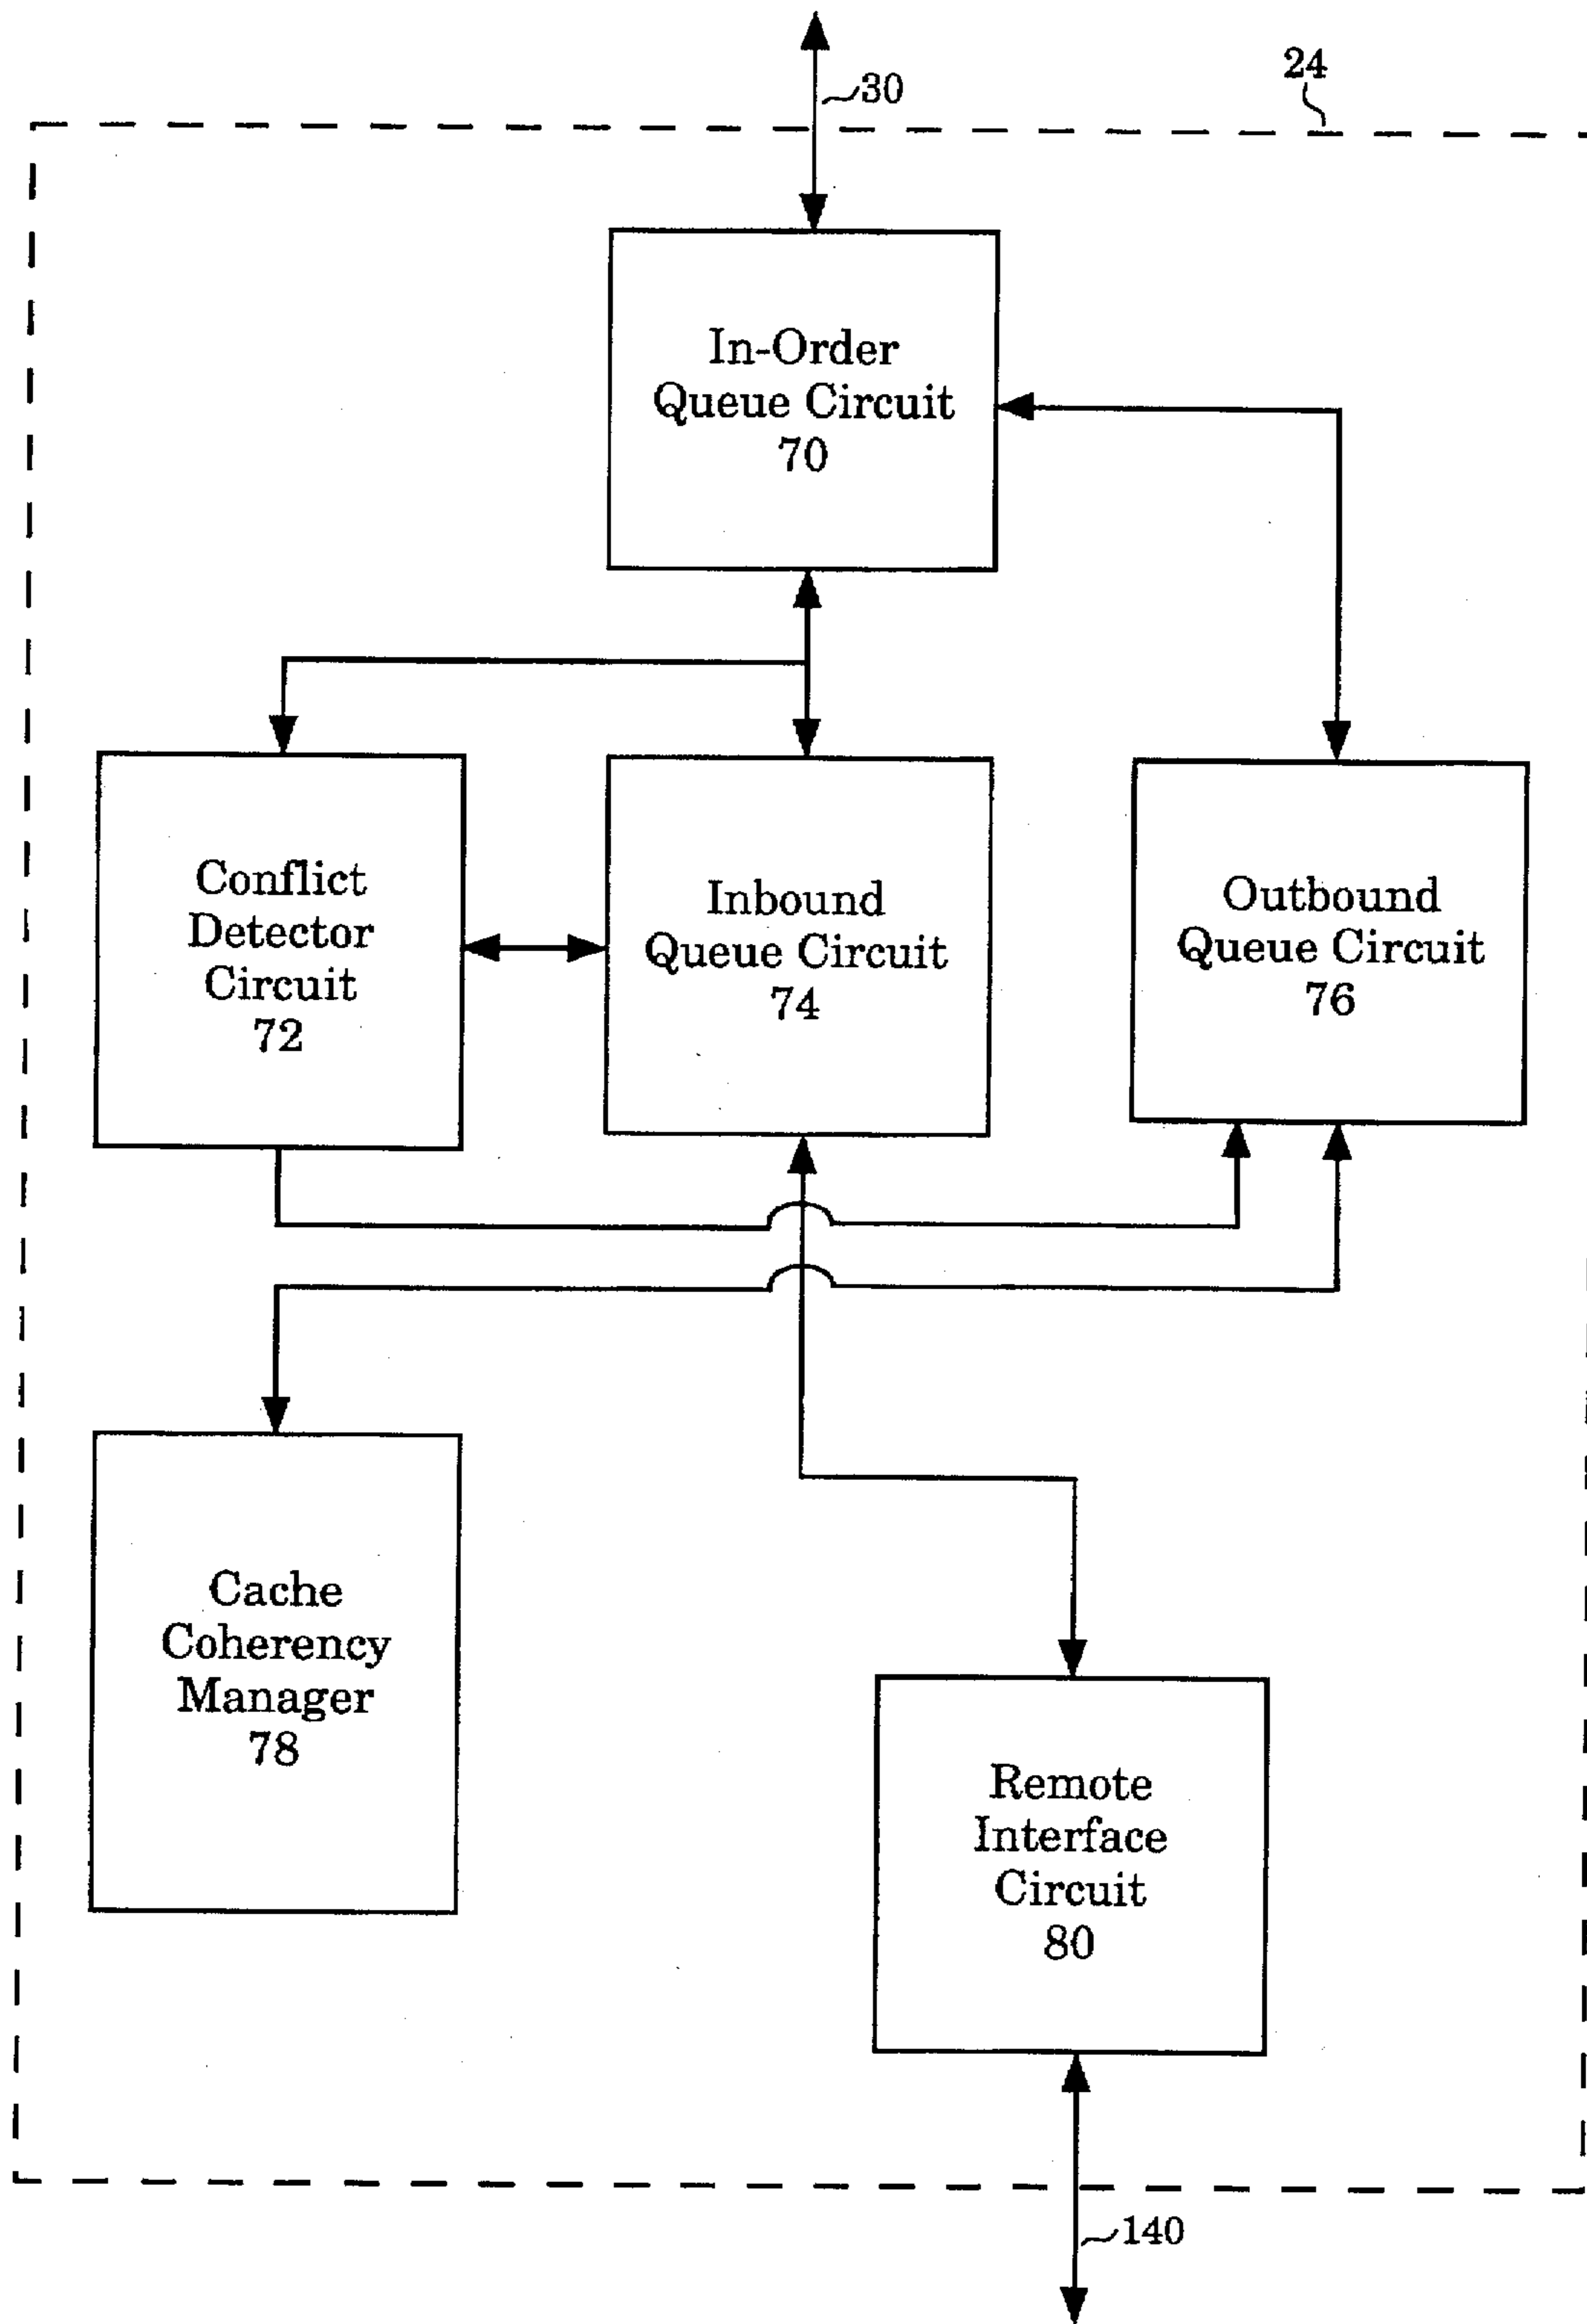 30
24
In-Order
Queue Circuit
70
Conflict
Detector
Circuit
72
Inbound
Queue Circuit
74
Outbound
Queue Circuit
76
Cache
Coherency
Manager
78
Remote
Interface
Circuit
80
140